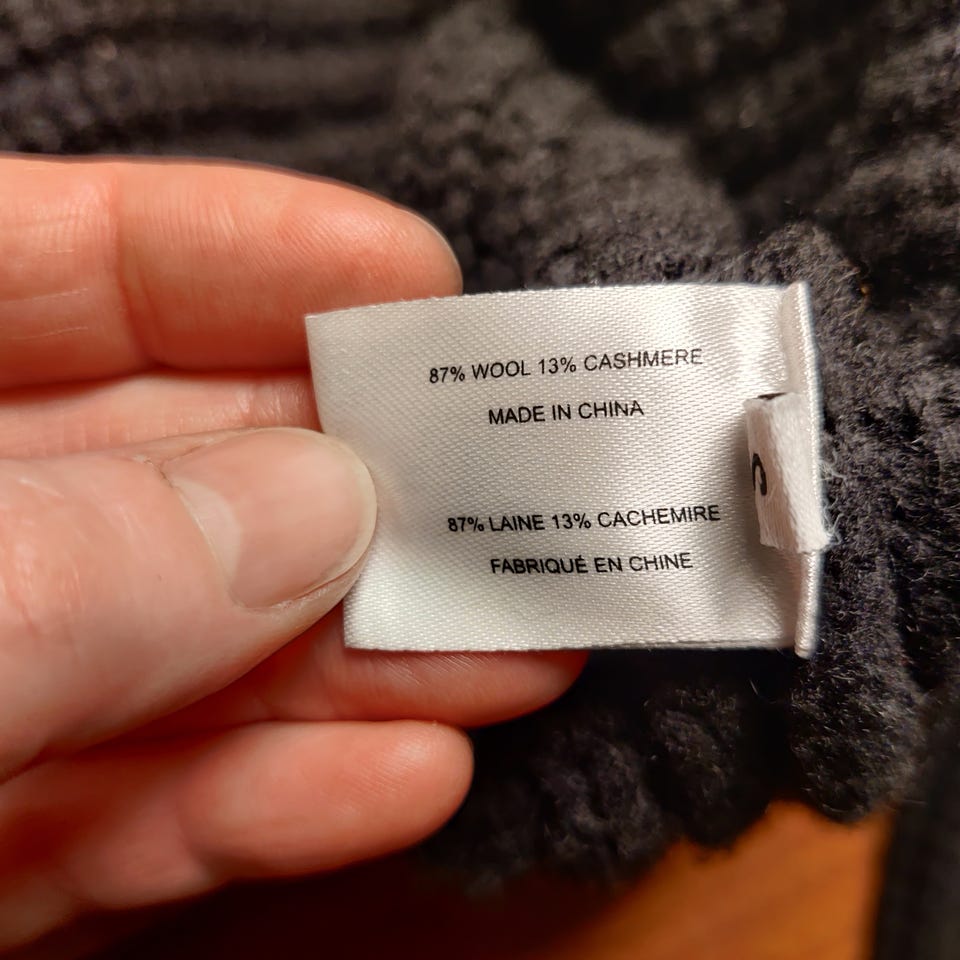 87% WOOL 13% CASHMERE
MADE IN CHINA
87% LAINE 13% CACHEMIRE
FABRIQUÉ EN CHINE